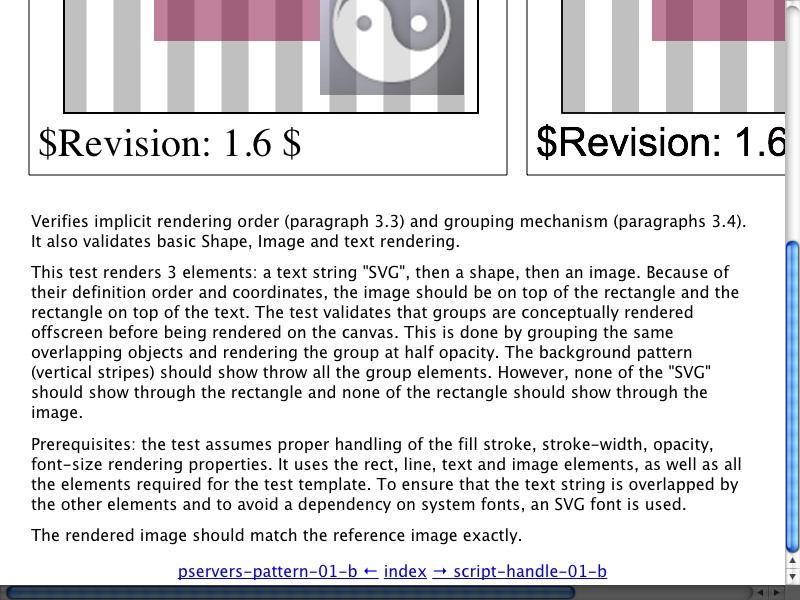 $Revision: 1.6 $
$Revision: 1.6
Verifies implicit rendering order (paragraph 3.3) and grouping mechanism (paragraphs 3.4).
It also validates basic Shape, Image and text rendering.
This test renders 3 elements: a text string "SVG", then a shape, then an image. Because of
their definition order and coordinates, the image should be on top of the rectangle and the
rectangle on top of the text. The test validates that groups are conceptually rendered
offscreen before being rendered on the canvas. This is done by grouping the same
overlapping objects and rendering the group at half opacity. The background pattern
(vertical stripes) should show throw all the group elements. However, none of the "SVG"
should show through the rectangle and none of the rectangle should show through the
image.
Prerequisites: the test assumes proper handling of the fill stroke, stroke-width, opacity,
font-size rendering properties. It uses the rect, line, text and image elements, as well as all
the elements required for the test template. To ensure that the text string is overlapped by
the other elements and to avoid a dependency on system fonts, an SVG font is used.
The rendered image should match the reference image exactly.
pservers-pattern-01-b ← index → script-handle-01-b